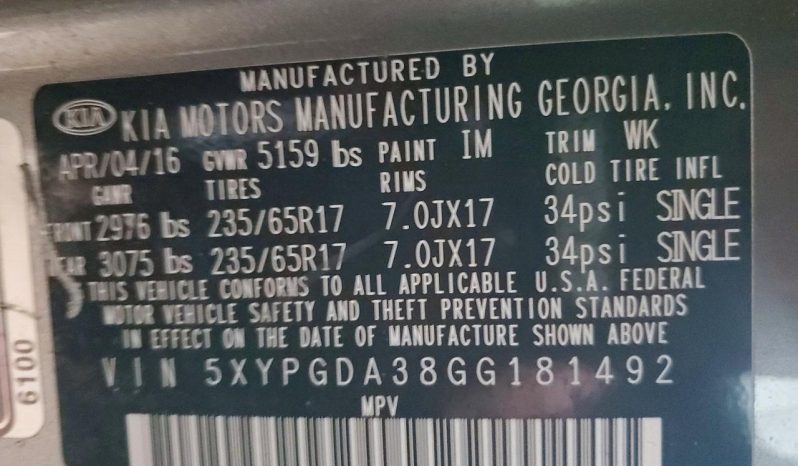 MANUFACTURED BY
KIA KIA MOTORS MANUFACTURING GEORGIA, INC.
APR/04/16 GVWR 5159 lbs PAINT IM TRIM WK
GAWR TIRES RIMS COLD TIRE INFL
FRONT 2976 lbs 235/65R17 7.0JX17 34psi SINGLE
REAR 3075 lbs 235/65R17 7.0JX17 34psi SINGLE
THIS VEHICLE CONFORMS TO ALL APPLICABLE U.S.A. FEDERAL
MOTOR VEHICLE SAFETY AND THEFT PREVENTION STANDARDS
IN EFFECT ON THE DATE OF MANUFACTURE SHOWN ABOVE
VIN 5XYPGDA38GG181492
MPV
6100